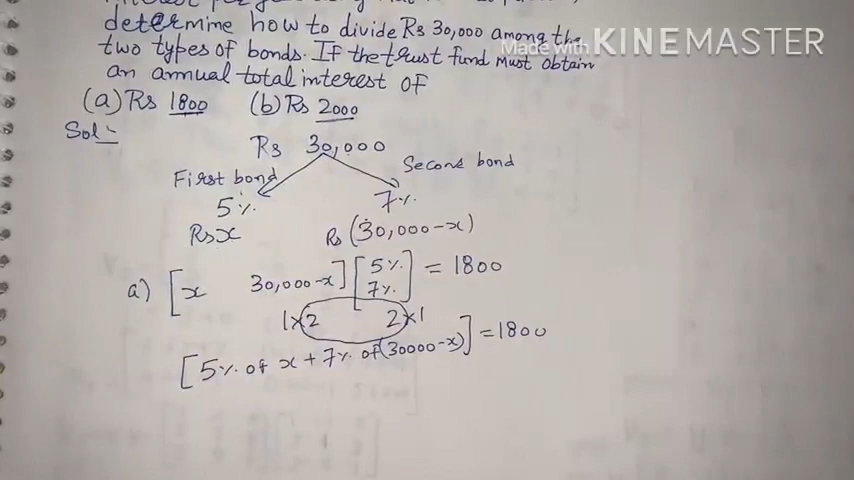 determine how to divide Rs 30,000 among the
two types of bonds. If the trust fund must obtain
Made with KINEMASTER
an annual total interest of
(a) Rs 1800 (b) Rs 2000
Sol:-
Rs 30,000
First bond Second bond
5% 7%
Rs x Rs (30,000-x)
a) [x 30,000-x] [5% 7%] = 1800
1×2 2×1
[5% of x + 7% of (30000-x)] = 1800